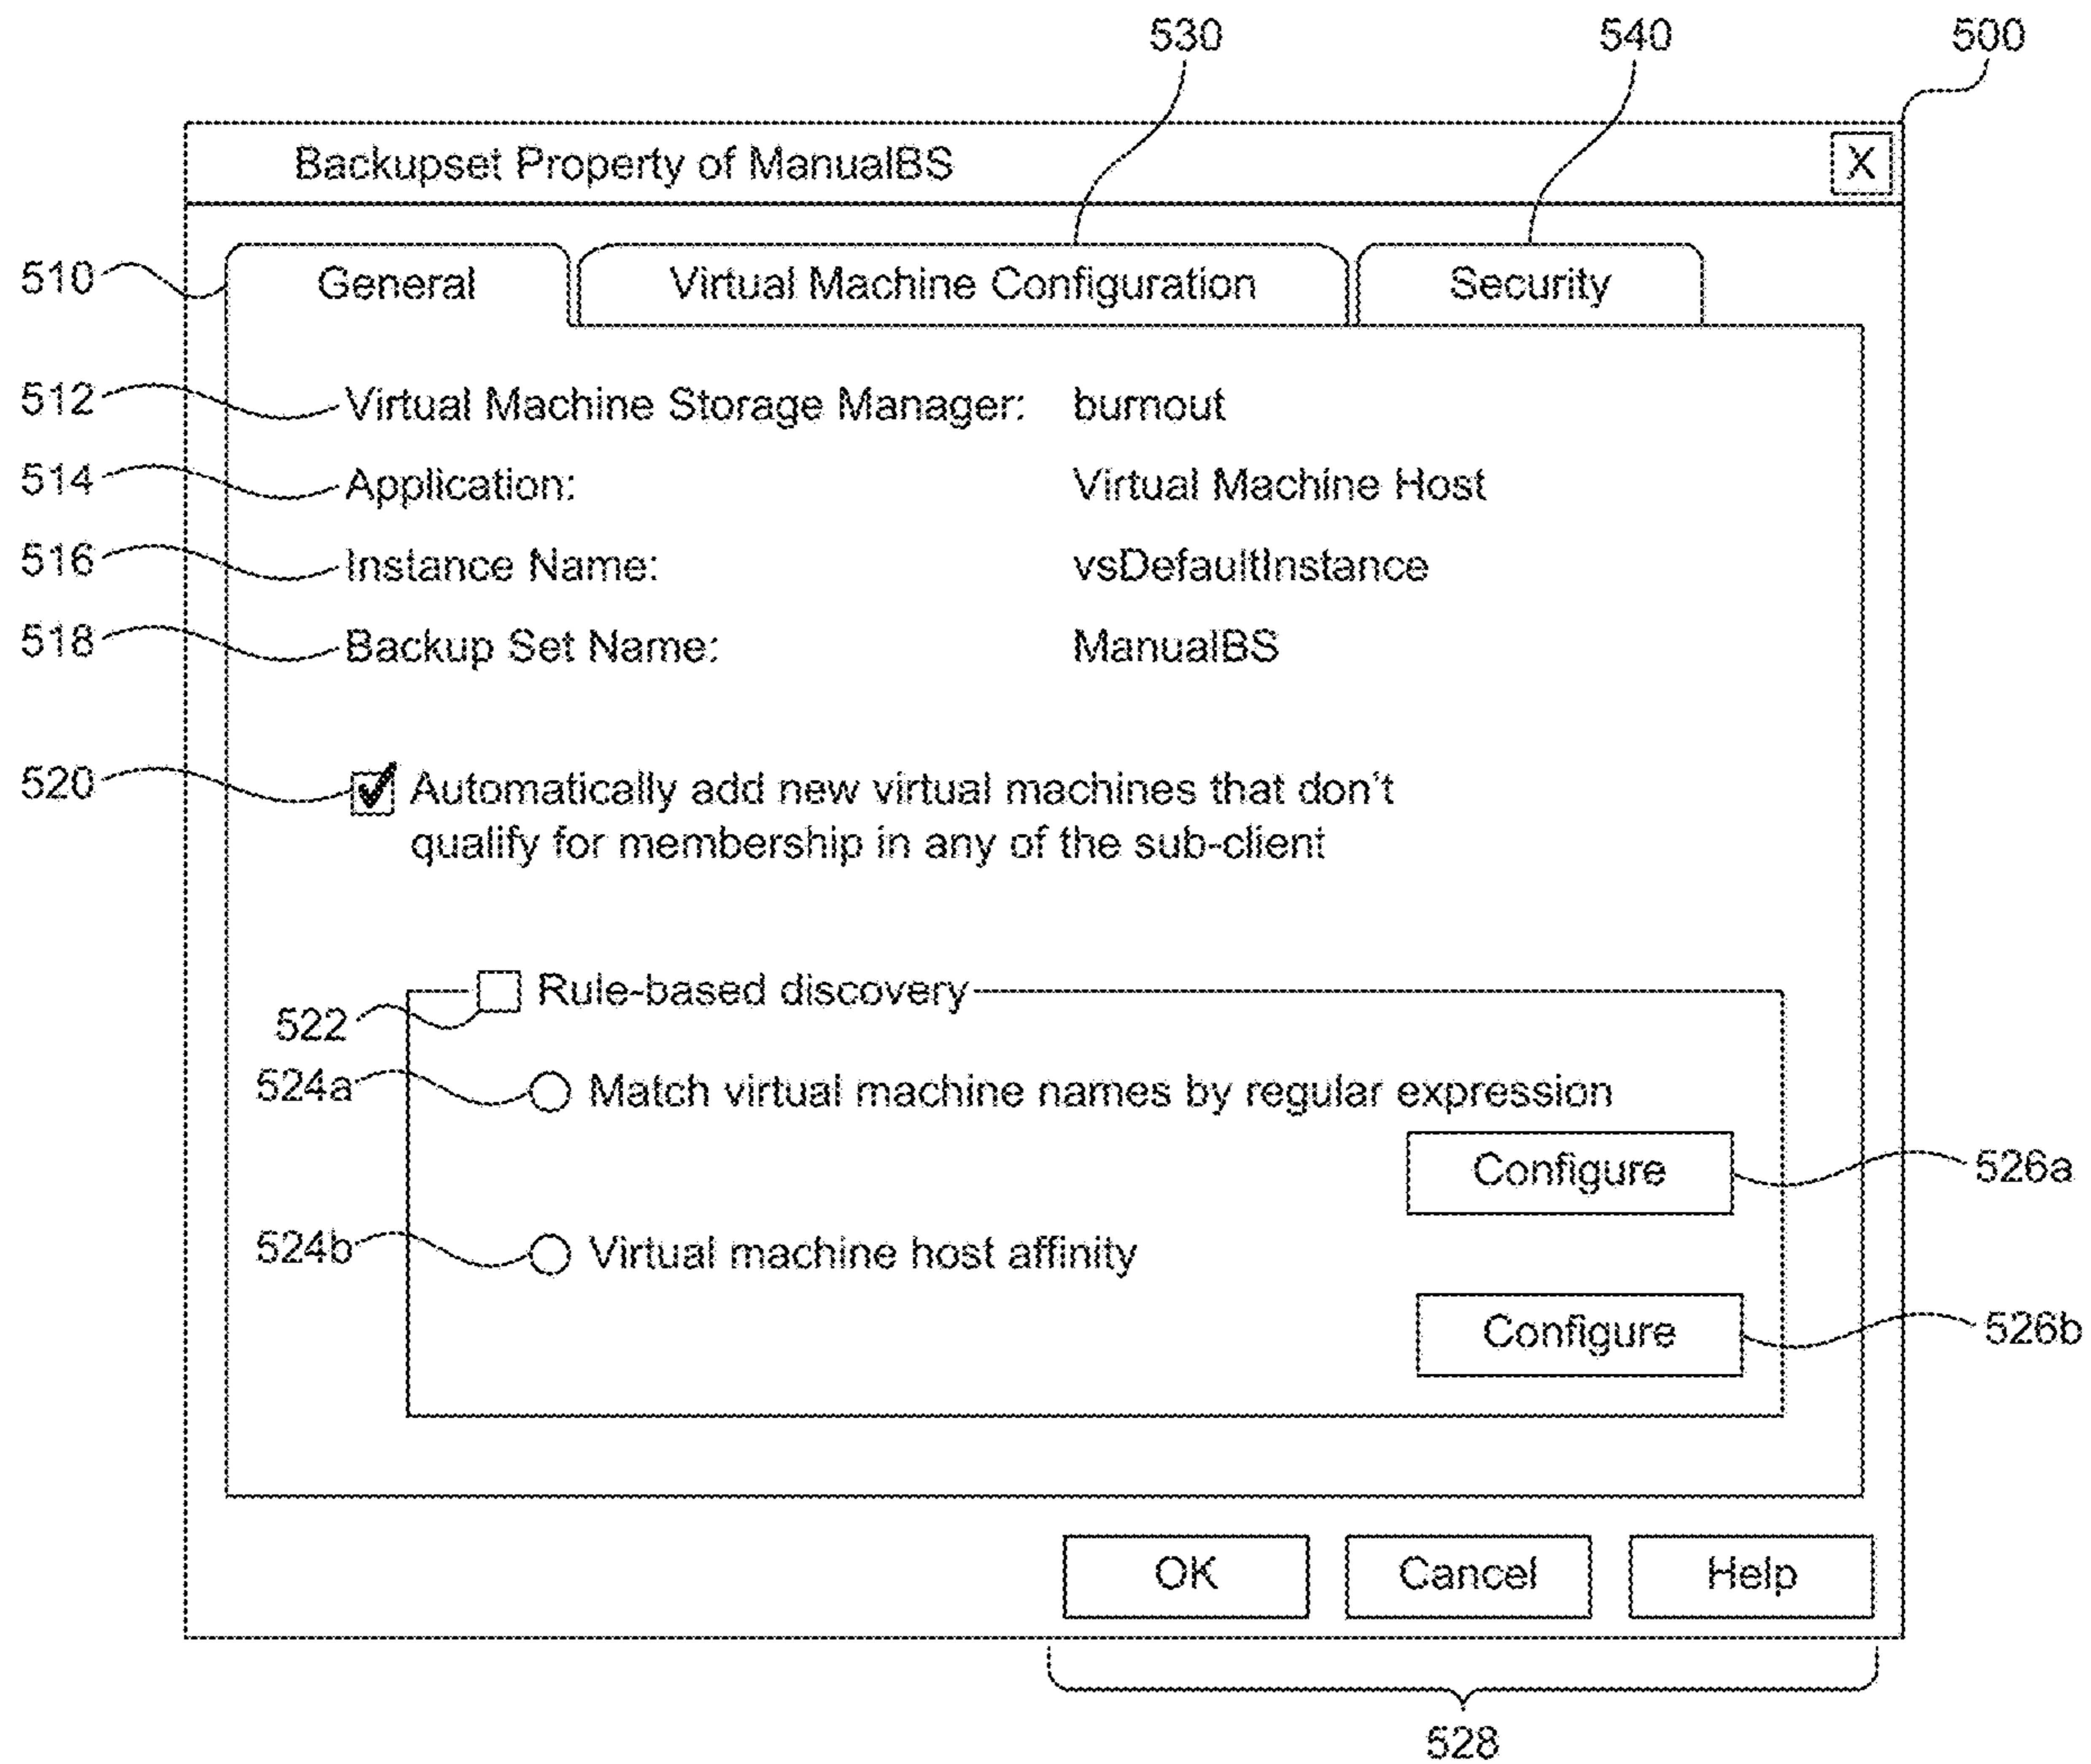 530 540 500
Backupset Property of ManualBS X
510 General Virtual Machine Configuration Security
512 Virtual Machine Storage Manager: burnout
514 Application: Virtual Machine Host
516 Instance Name: vsDefaultInstance
518 Backup Set Name: ManualBS
520 Automatically add new virtual machines that don't
qualify for membership in any of the sub-client
Rule-based discovery
522
524a Match virtual machine names by regular expression
Configure 526a
524b Virtual machine host affinity
Configure 526b
OK Cancel Help
528